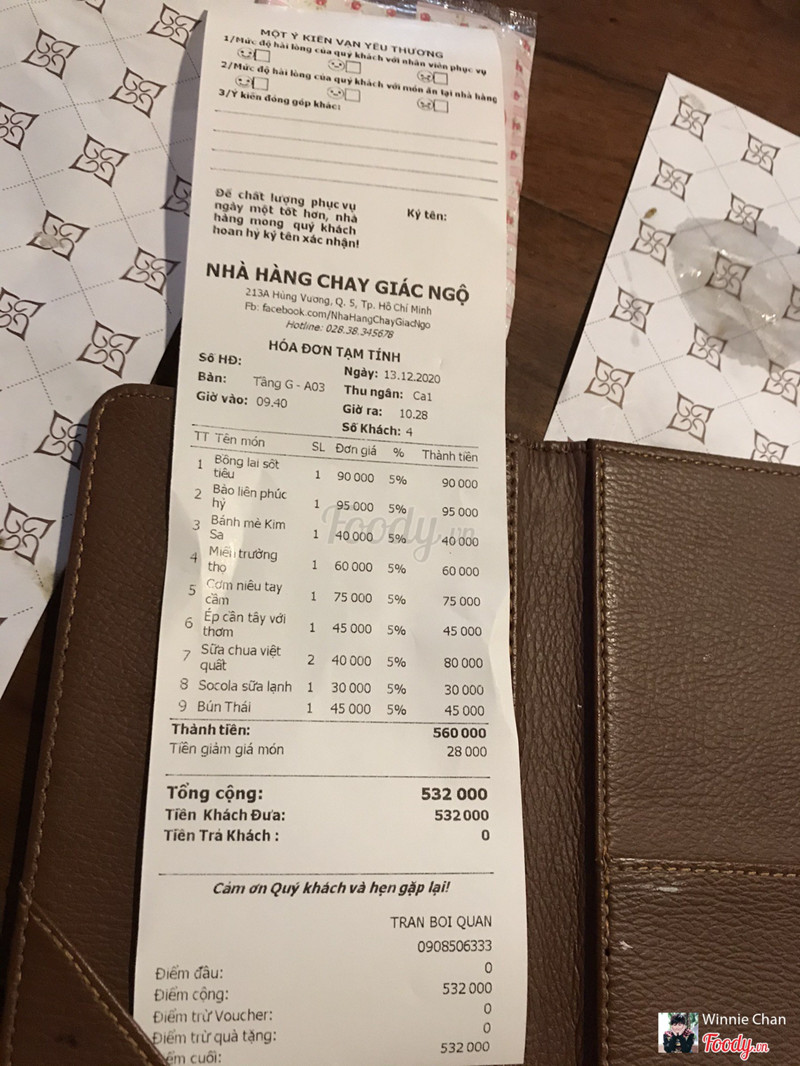 MỘT Ý KIẾN VẠN YÊU THƯƠNG
1/Mức độ hài lòng của quý khách với nhân viên phục vụ
2/Mức độ hài lòng của quý khách với món ăn tại nhà hàng
3/Ý kiến đóng góp khác:
Để chất lượng phục vụ
ngày một tốt hơn, nhà
hàng mong quý khách
hoan hỷ ký tên xác nhận!
Ký tên:
NHÀ HÀNG CHAY GIÁC NGỘ
213A Hùng Vương, Q. 5, Tp. Hồ Chí Minh
Fb: facebook.com/NhaHangChayGiacNgo
Hotline: 028.38.345678
HÓA ĐƠN TẠM TÍNH
Số HĐ:
Ngày: 13.12.2020
Bàn: Tầng G - A03
Thu ngân: Ca1
Giờ vào: 09.40
Giờ ra: 10.28
Số Khách: 4
TT Tên món SL Đơn giá % Thành tiền
1 Bồng lai sốt tiêu 1 90 000 5% 90 000
2 Bào liên phúc hỷ 1 95 000 5% 95 000
3 Bánh mè Kim Sa 1 40 000 5% 40 000
4 Miến trường thọ 1 60 000 5% 60 000
5 Cơm niêu tay cầm 1 75 000 5% 75 000
6 Ép cần tây với thơm 1 45 000 5% 45 000
7 Sữa chua việt quất 2 40 000 5% 80 000
8 Socola sữa lạnh 1 30 000 5% 30 000
9 Bún Thái 1 45 000 5% 45 000
Thành tiền: 560 000
Tiền giảm giá món 28 000
Tổng cộng: 532 000
Tiền Khách Đưa: 532 000
Tiền Trả Khách : 0
Cảm ơn Quý khách và hẹn gặp lại!
TRAN BOI QUAN
0908506333
Điểm đầu: 0
Điểm cộng: 532 000
Điểm trừ Voucher: 0
Điểm trừ quà tặng: 0
ểm cuối: 532 000
Foody.vn
Winnie Chan
Foody.vn